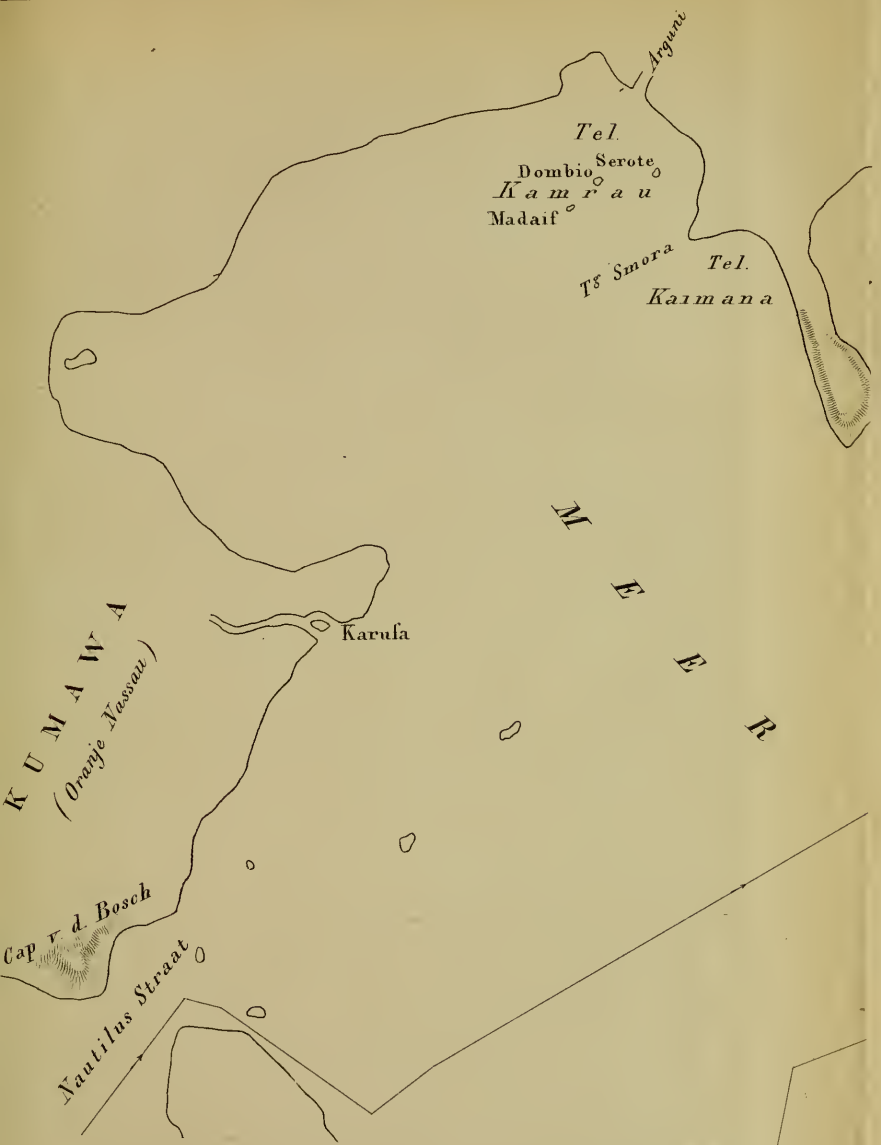 Arguni
Tel.
Serote
Dombio
Kamrau
Madaif
Tg Smora
Tel.
Kaimana
MEER
Karufa
KUMAWA
(Oranje Nassau)
Cap v. d. Bosch
Nautilus Straat